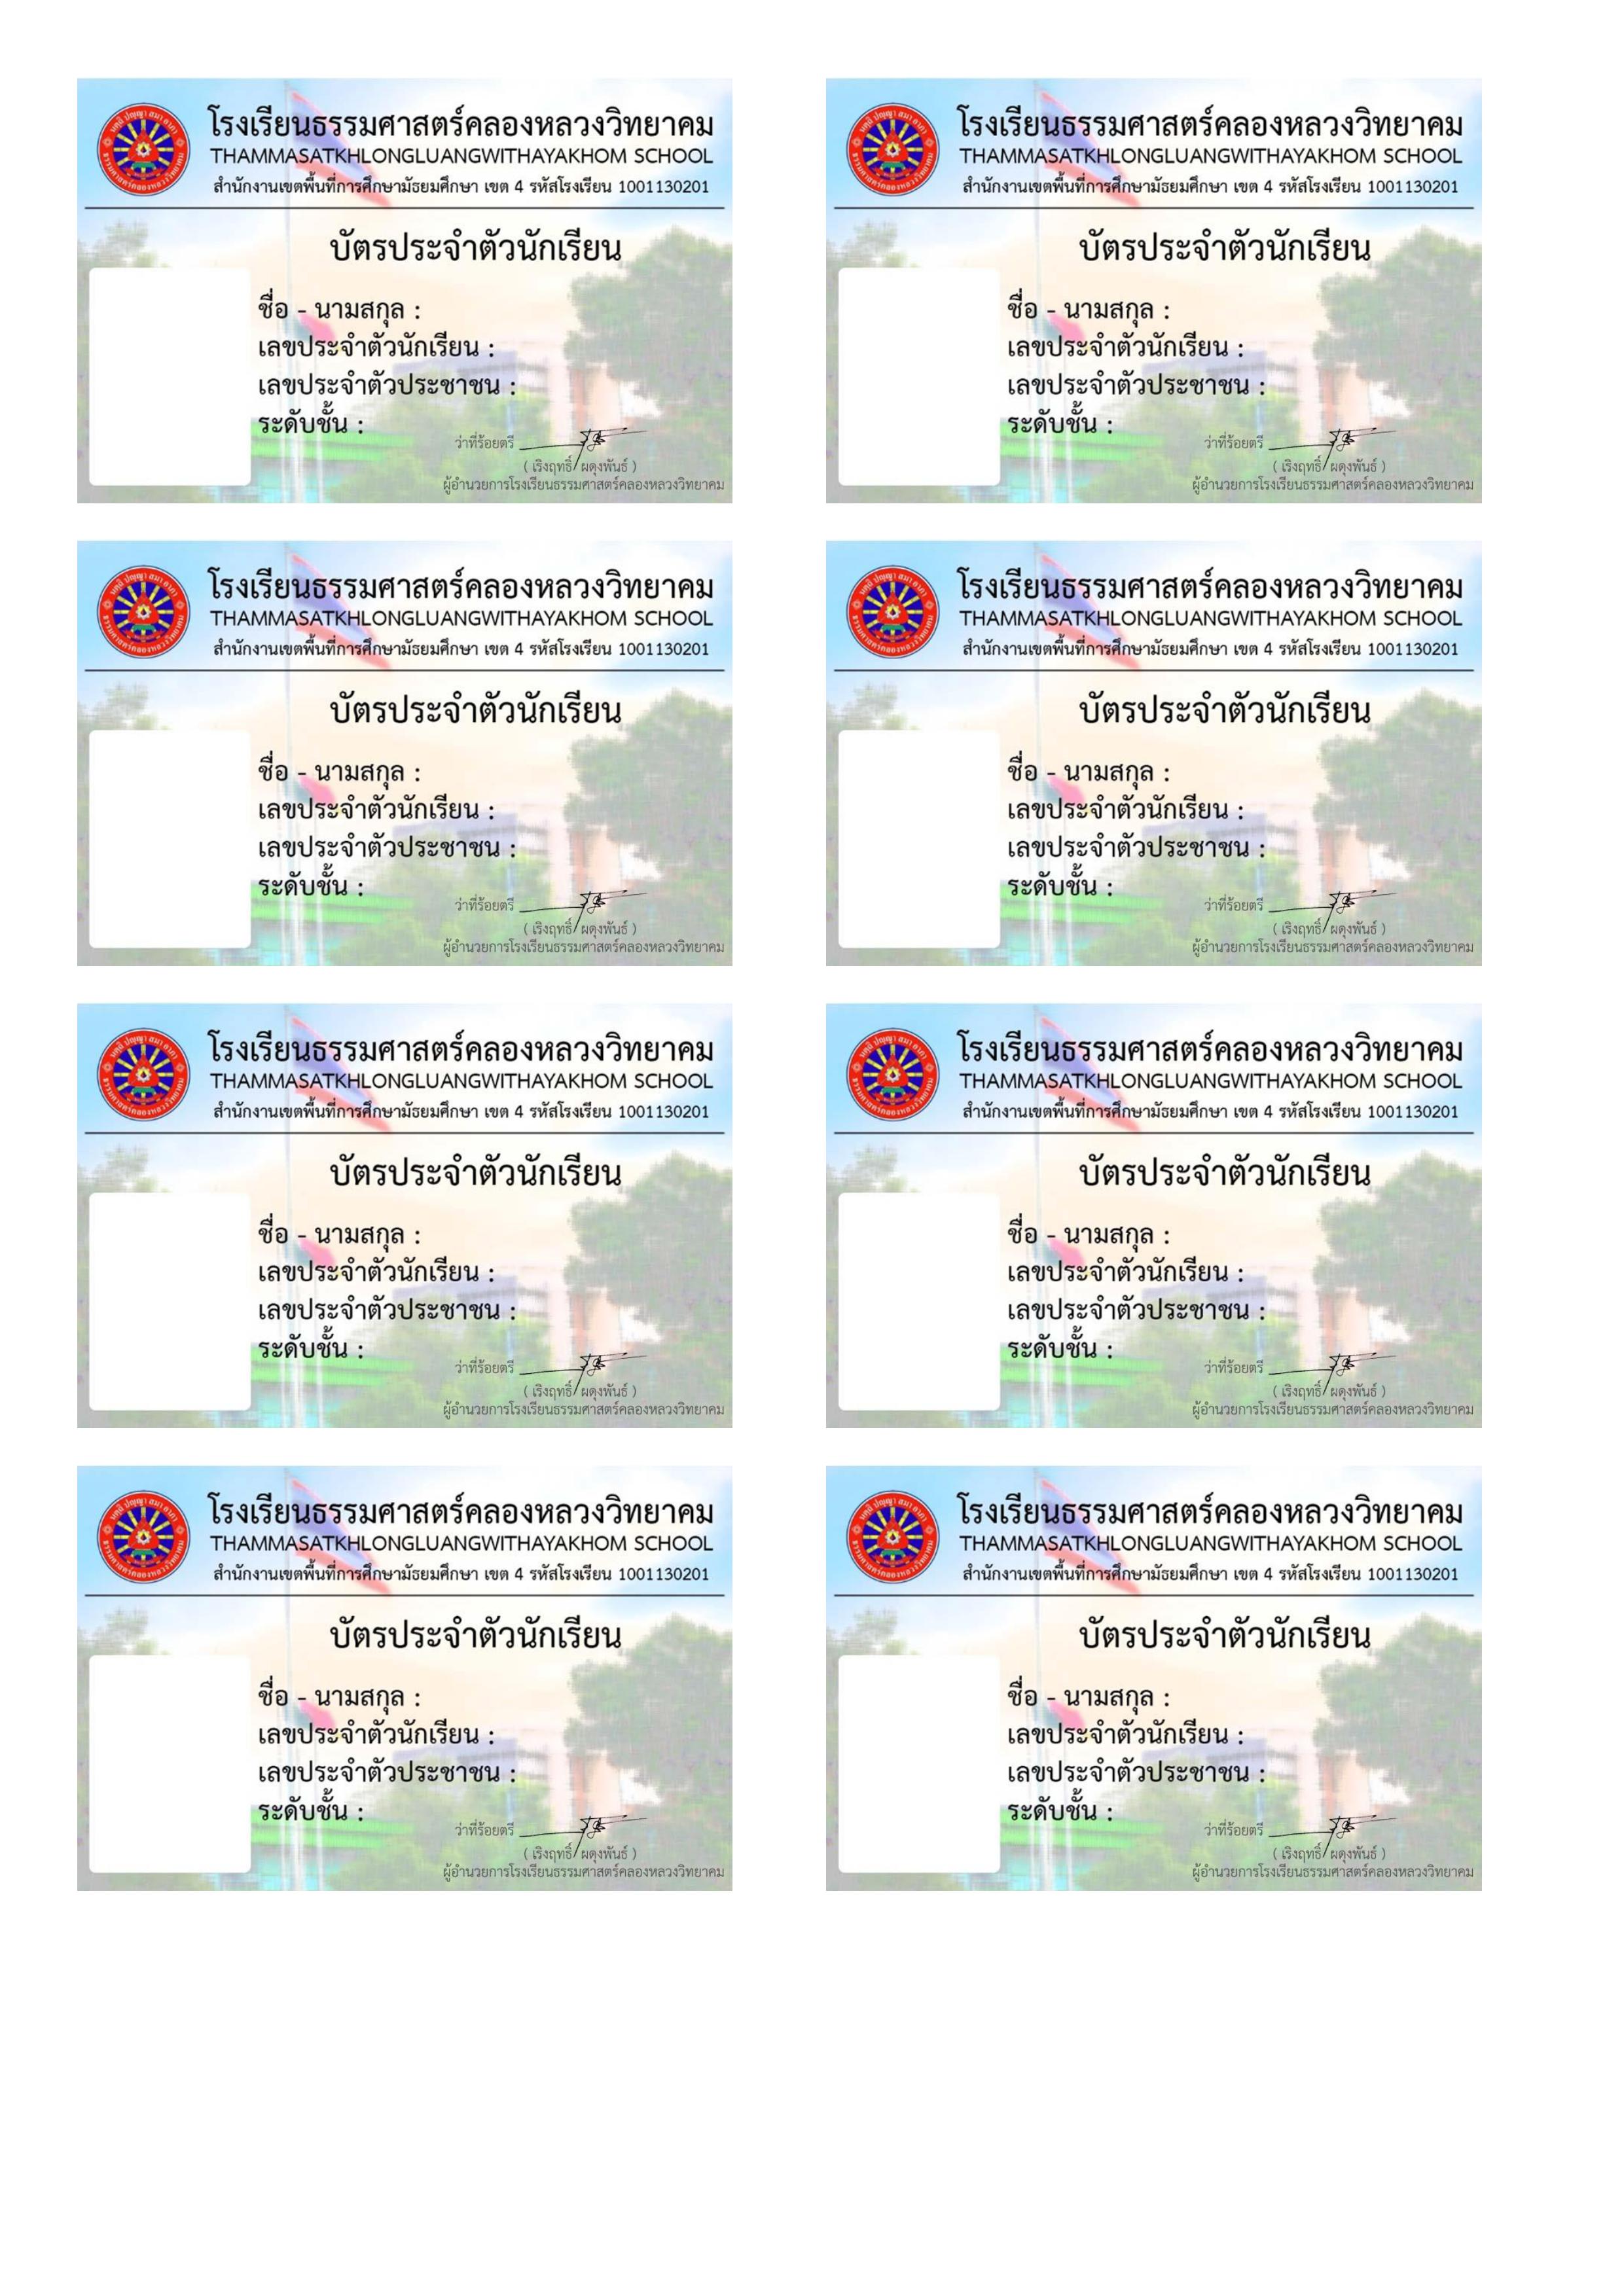 โรงเรียนธรรมศาสตร์คลองหลวงวิทยาคม
THAMMASATKHLONGLUANGWITHAYAKHOM SCHOOL
สำนักงานเขตพื้นที่การศึกษามัธยมศึกษา เขต 4 รหัสโรงเรียน 1001130201
บัตรประจำตัวนักเรียน
ชื่อ - นามสกุล :
เลขประจำตัวนักเรียน :
เลขประจำตัวประชาชน :
ระดับชั้น :
ว่าที่ร้อยตรี
( เริงฤทธิ์ ผดุงพันธ์ )
ผู้อำนวยการโรงเรียนธรรมศาสตร์คลองหลวงวิทยาคม
โรงเรียนธรรมศาสตร์คลองหลวงวิทยาคม
THAMMASATKHLONGLUANGWITHAYAKHOM SCHOOL
สำนักงานเขตพื้นที่การศึกษามัธยมศึกษา เขต 4 รหัสโรงเรียน 1001130201
บัตรประจำตัวนักเรียน
ชื่อ - นามสกุล :
เลขประจำตัวนักเรียน :
เลขประจำตัวประชาชน :
ระดับชั้น :
ว่าที่ร้อยตรี
( เริงฤทธิ์ ผดุงพันธ์ )
ผู้อำนวยการโรงเรียนธรรมศาสตร์คลองหลวงวิทยาคม
โรงเรียนธรรมศาสตร์คลองหลวงวิทยาคม
THAMMASATKHLONGLUANGWITHAYAKHOM SCHOOL
สำนักงานเขตพื้นที่การศึกษามัธยมศึกษา เขต 4 รหัสโรงเรียน 1001130201
บัตรประจำตัวนักเรียน
ชื่อ - นามสกุล :
เลขประจำตัวนักเรียน :
เลขประจำตัวประชาชน :
ระดับชั้น :
ว่าที่ร้อยตรี
( เริงฤทธิ์ ผดุงพันธ์ )
ผู้อำนวยการโรงเรียนธรรมศาสตร์คลองหลวงวิทยาคม
โรงเรียนธรรมศาสตร์คลองหลวงวิทยาคม
THAMMASATKHLONGLUANGWITHAYAKHOM SCHOOL
สำนักงานเขตพื้นที่การศึกษามัธยมศึกษา เขต 4 รหัสโรงเรียน 1001130201
บัตรประจำตัวนักเรียน
ชื่อ - นามสกุล :
เลขประจำตัวนักเรียน :
เลขประจำตัวประชาชน :
ระดับชั้น :
ว่าที่ร้อยตรี
( เริงฤทธิ์ ผดุงพันธ์ )
ผู้อำนวยการโรงเรียนธรรมศาสตร์คลองหลวงวิทยาคม
โรงเรียนธรรมศาสตร์คลองหลวงวิทยาคม
THAMMASATKHLONGLUANGWITHAYAKHOM SCHOOL
สำนักงานเขตพื้นที่การศึกษามัธยมศึกษา เขต 4 รหัสโรงเรียน 1001130201
บัตรประจำตัวนักเรียน
ชื่อ - นามสกุล :
เลขประจำตัวนักเรียน :
เลขประจำตัวประชาชน :
ระดับชั้น :
ว่าที่ร้อยตรี
( เริงฤทธิ์ ผดุงพันธ์ )
ผู้อำนวยการโรงเรียนธรรมศาสตร์คลองหลวงวิทยาคม
โรงเรียนธรรมศาสตร์คลองหลวงวิทยาคม
THAMMASATKHLONGLUANGWITHAYAKHOM SCHOOL
สำนักงานเขตพื้นที่การศึกษามัธยมศึกษา เขต 4 รหัสโรงเรียน 1001130201
บัตรประจำตัวนักเรียน
ชื่อ - นามสกุล :
เลขประจำตัวนักเรียน :
เลขประจำตัวประชาชน :
ระดับชั้น :
ว่าที่ร้อยตรี
( เริงฤทธิ์ ผดุงพันธ์ )
ผู้อำนวยการโรงเรียนธรรมศาสตร์คลองหลวงวิทยาคม
โรงเรียนธรรมศาสตร์คลองหลวงวิทยาคม
THAMMASATKHLONGLUANGWITHAYAKHOM SCHOOL
สำนักงานเขตพื้นที่การศึกษามัธยมศึกษา เขต 4 รหัสโรงเรียน 1001130201
บัตรประจำตัวนักเรียน
ชื่อ - นามสกุล :
เลขประจำตัวนักเรียน :
เลขประจำตัวประชาชน :
ระดับชั้น :
ว่าที่ร้อยตรี
( เริงฤทธิ์ ผดุงพันธ์ )
ผู้อำนวยการโรงเรียนธรรมศาสตร์คลองหลวงวิทยาคม
โรงเรียนธรรมศาสตร์คลองหลวงวิทยาคม
THAMMASATKHLONGLUANGWITHAYAKHOM SCHOOL
สำนักงานเขตพื้นที่การศึกษามัธยมศึกษา เขต 4 รหัสโรงเรียน 1001130201
บัตรประจำตัวนักเรียน
ชื่อ - นามสกุล :
เลขประจำตัวนักเรียน :
เลขประจำตัวประชาชน :
ระดับชั้น :
ว่าที่ร้อยตรี
( เริงฤทธิ์ ผดุงพันธ์ )
ผู้อำนวยการโรงเรียนธรรมศาสตร์คลองหลวงวิทยาคม